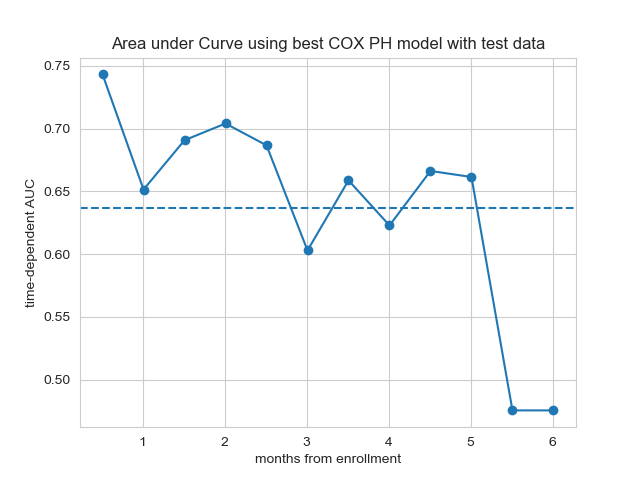 Area under Curve using best COX PH model with test data
time-dependent AUC
0.75
0.70
0.65
0.60
0.55
0.50
1 2 3 4 5 6
months from enrollment